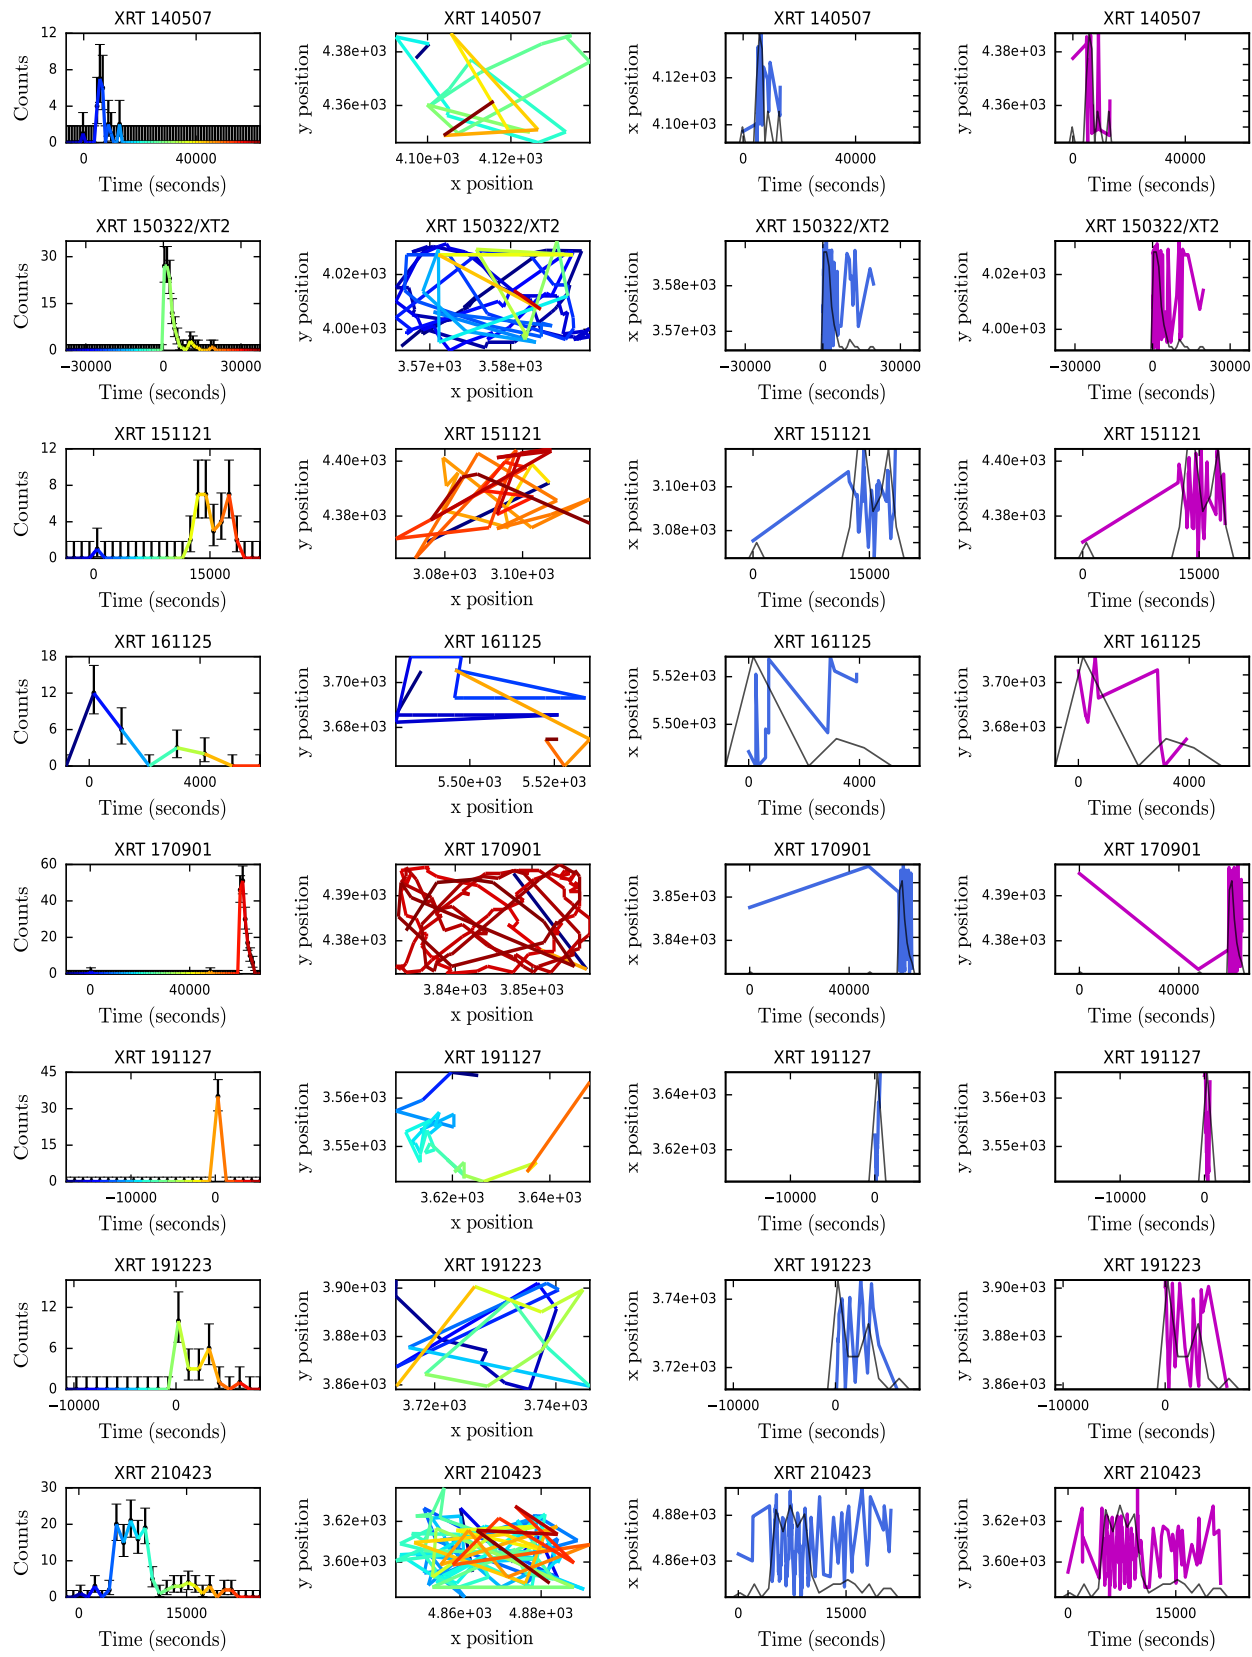 XRT 140507 XRT 140507 XRT 140507 XRT 140507
12 8 4 0 Counts 0 40000 Time (seconds)
4.38e+03 4.36e+03 y position 4.10e+03 4.12e+03 x position
4.12e+03 4.10e+03 x position 0 40000 Time (seconds)
4.38e+03 4.36e+03 y position 0 40000 Time (seconds)
XRT 150322/XT2 XRT 150322/XT2 XRT 150322/XT2 XRT 150322/XT2
30 15 0 Counts −30000 0 30000 Time (seconds)
4.02e+03 4.00e+03 y position 3.57e+03 3.58e+03 x position
3.58e+03 3.57e+03 x position −30000 0 30000 Time (seconds)
4.02e+03 4.00e+03 y position −30000 0 30000 Time (seconds)
XRT 151121 XRT 151121 XRT 151121 XRT 151121
12 8 4 0 Counts 0 15000 Time (seconds)
4.40e+03 4.38e+03 y position 3.08e+03 3.10e+03 x position
3.10e+03 3.08e+03 x position 0 15000 Time (seconds)
4.40e+03 4.38e+03 y position 0 15000 Time (seconds)
XRT 161125 XRT 161125 XRT 161125 XRT 161125
18 12 6 0 Counts 0 4000 Time (seconds)
3.70e+03 3.68e+03 y position 5.50e+03 5.52e+03 x position
5.52e+03 5.50e+03 x position 0 4000 Time (seconds)
3.70e+03 3.68e+03 y position 0 4000 Time (seconds)
XRT 170901 XRT 170901 XRT 170901 XRT 170901
60 40 20 0 Counts 0 40000 Time (seconds)
4.39e+03 4.38e+03 y position 3.84e+03 3.85e+03 x position
3.85e+03 3.84e+03 x position 0 40000 Time (seconds)
4.39e+03 4.38e+03 y position 0 40000 Time (seconds)
XRT 191127 XRT 191127 XRT 191127 XRT 191127
45 30 15 0 Counts −10000 0 Time (seconds)
3.56e+03 3.55e+03 y position 3.62e+03 3.64e+03 x position
3.64e+03 3.62e+03 x position −10000 0 Time (seconds)
3.56e+03 3.55e+03 y position −10000 0 Time (seconds)
XRT 191223 XRT 191223 XRT 191223 XRT 191223
12 6 0 Counts −10000 0 Time (seconds)
3.90e+03 3.88e+03 3.86e+03 y position 3.72e+03 3.74e+03 x position
3.74e+03 3.72e+03 x position −10000 0 Time (seconds)
3.90e+03 3.88e+03 3.86e+03 y position −10000 0 Time (seconds)
XRT 210423 XRT 210423 XRT 210423 XRT 210423
30 20 10 0 Counts 0 15000 Time (seconds)
3.62e+03 3.60e+03 y position 4.86e+03 4.88e+03 x position
4.88e+03 4.86e+03 x position 0 15000 Time (seconds)
3.62e+03 3.60e+03 y position 0 15000 Time (seconds)